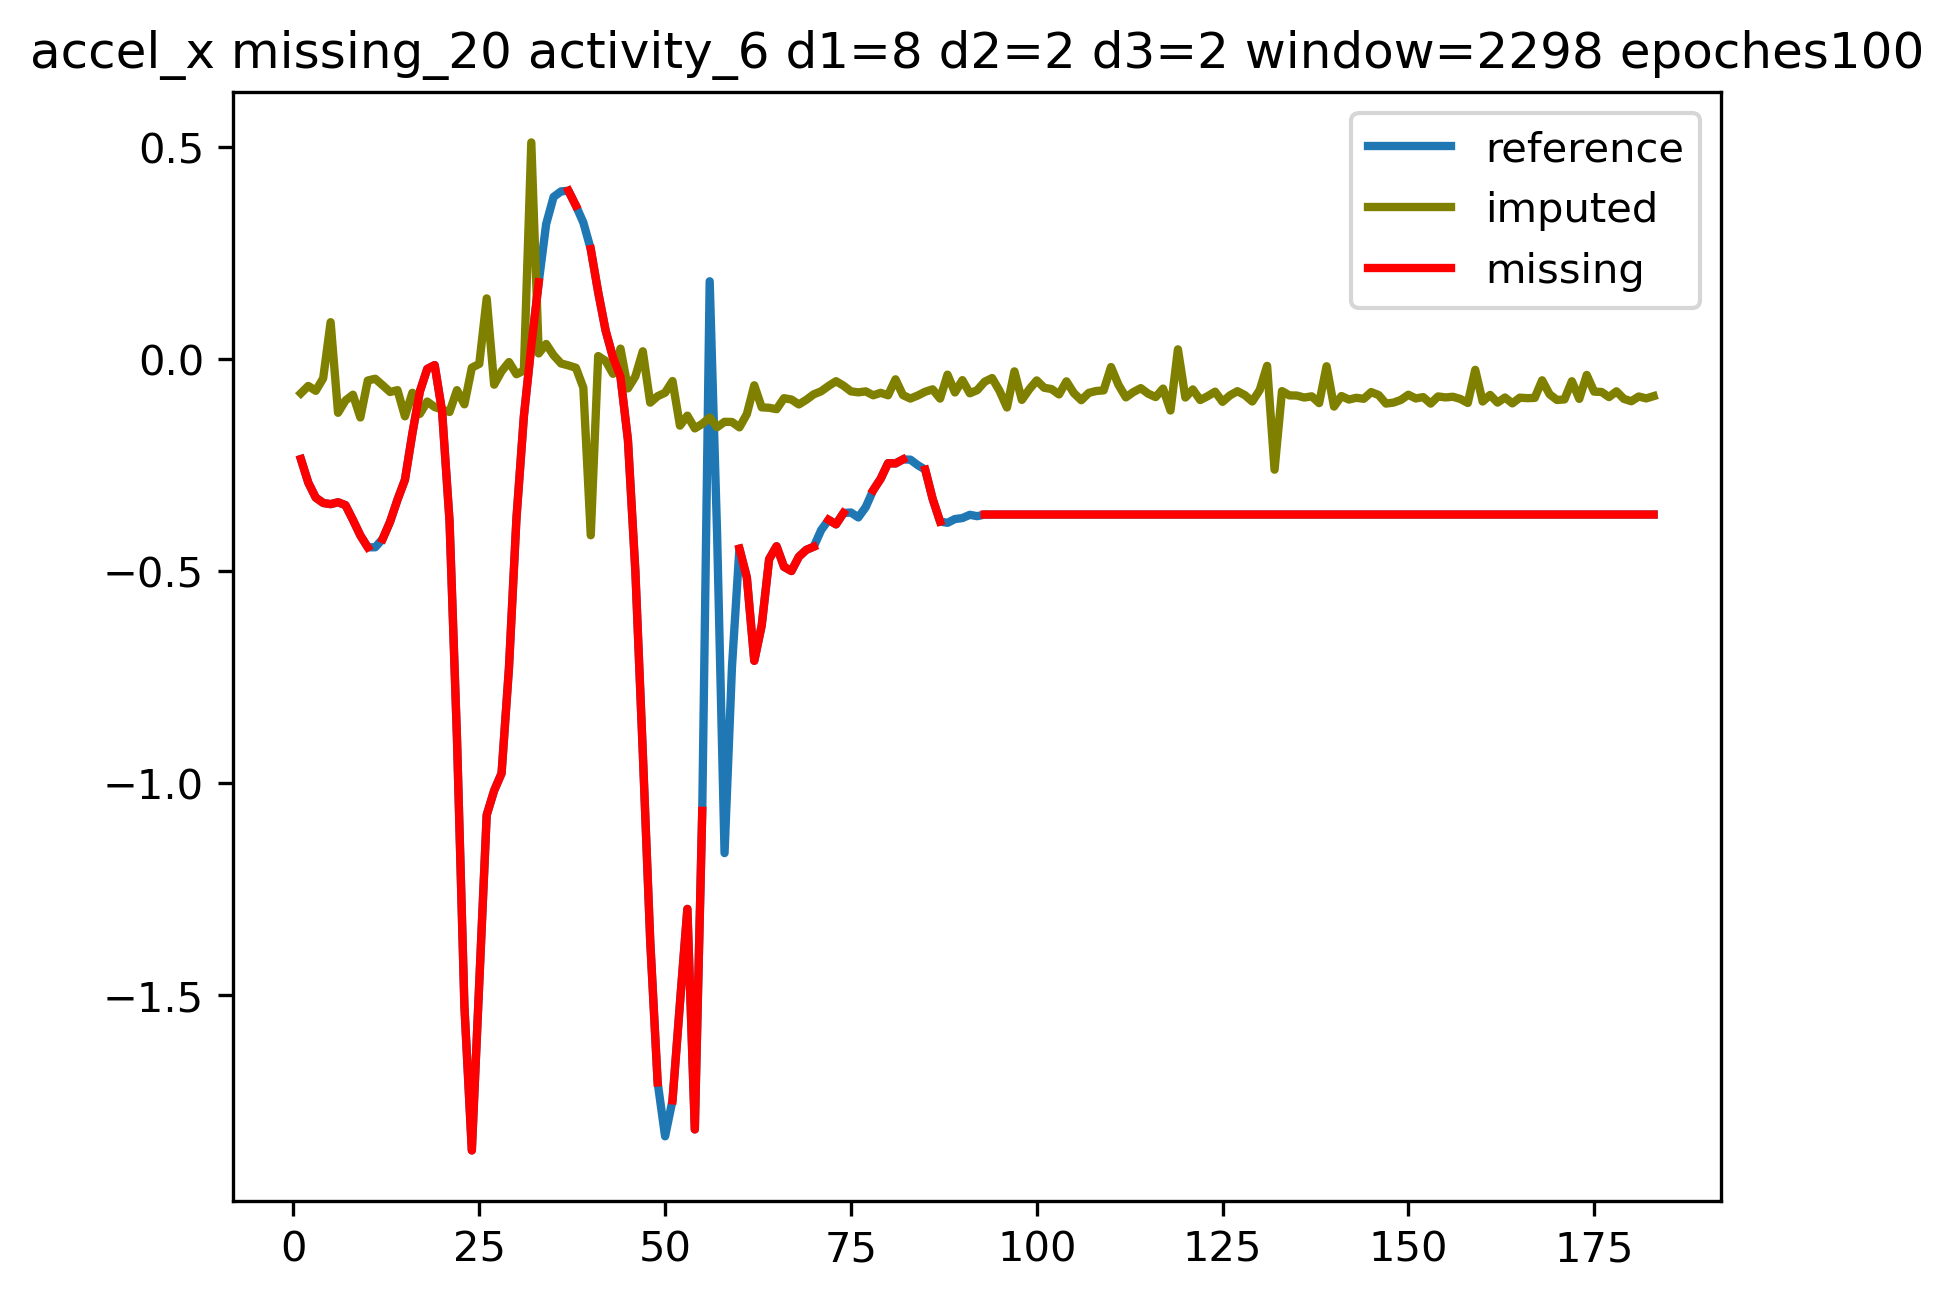 accel_x missing_20 activity_6 d1=8 d2=2 d3=2 window=2298 epoches100
reference
imputed
missing
0.5
0.0
−0.5
−1.0
−1.5
0 25 50 75 100 125 150 175